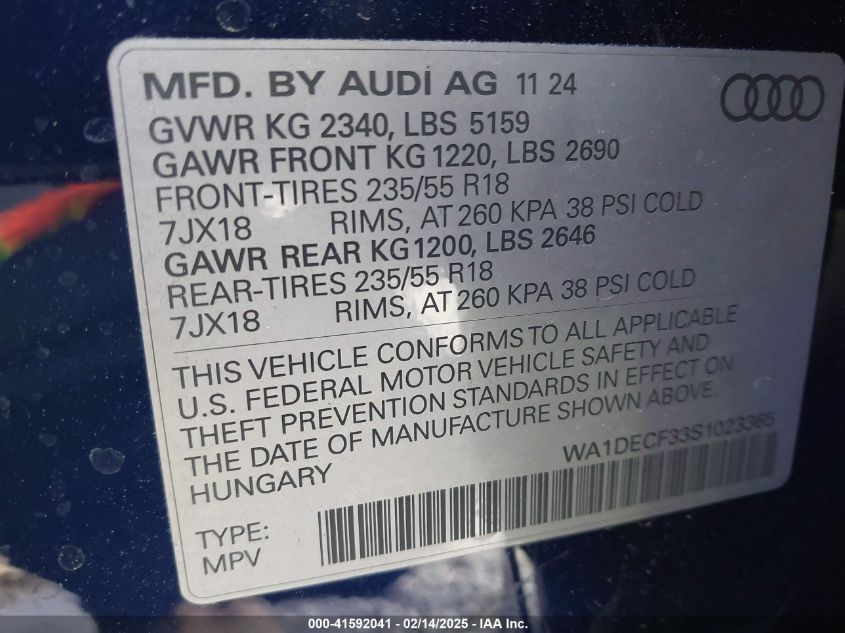 MFD. BY AUDI AG 11 24
GVWR KG 2340, LBS 5159
GAWR FRONT KG 1220, LBS 2690
FRONT-TIRES 235/55 R18
7JX18 RIMS, AT 260 KPA 38 PSI COLD
GAWR REAR KG1200, LBS 2646
REAR-TIRES 235/55 R18
7JX18 RIMS, AT 260 KPA 38 PSI COLD
THIS VEHICLE CONFORMS TO ALL APPLICABLE
U.S. FEDERAL MOTOR VEHICLE SAFETY AND
THEFT PREVENTION STANDARDS IN EFFECT ON
THE DATE OF MANUFACTURE SHOWN ABOVE.
HUNGARY WA1DECF33S1023365
TYPE:
MPV
000-41592041 - 02/14/2025 - IAA Inc.